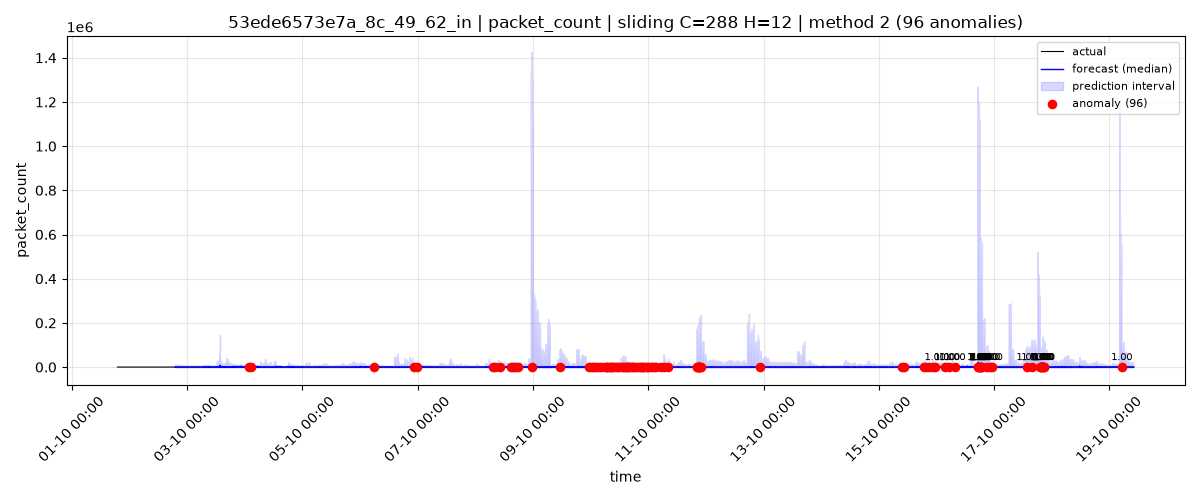 53ede6573e7a_8c_49_62_in | packet_count | sliding C=288 H=12 | method 2 (96 anomalies)
1e6
actual
forecast (median)
prediction interval
anomaly (96)
1.4
1.2
1.0
0.8
0.6
0.4
0.2
0.0
packet_count
1.00
01-10 00:00
03-10 00:00
05-10 00:00
07-10 00:00
09-10 00:00
11-10 00:00
13-10 00:00
15-10 00:00
17-10 00:00
19-10 00:00
time